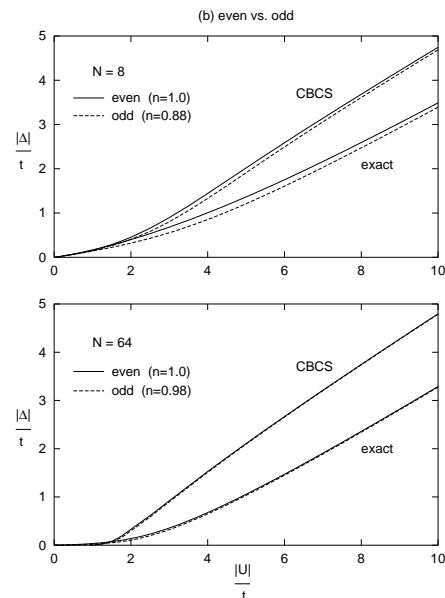 (b) even vs. odd
5
4
3
2
1
0
|Δ|
t
N = 8
even (n=1.0)
odd (n=0.88)
CBCS
exact
0 2 4 6 8 10
5
4
3
2
1
0
|Δ|
t
N = 64
even (n=1.0)
odd (n=0.98)
CBCS
exact
0 2 4 6 8 10
|U|
t